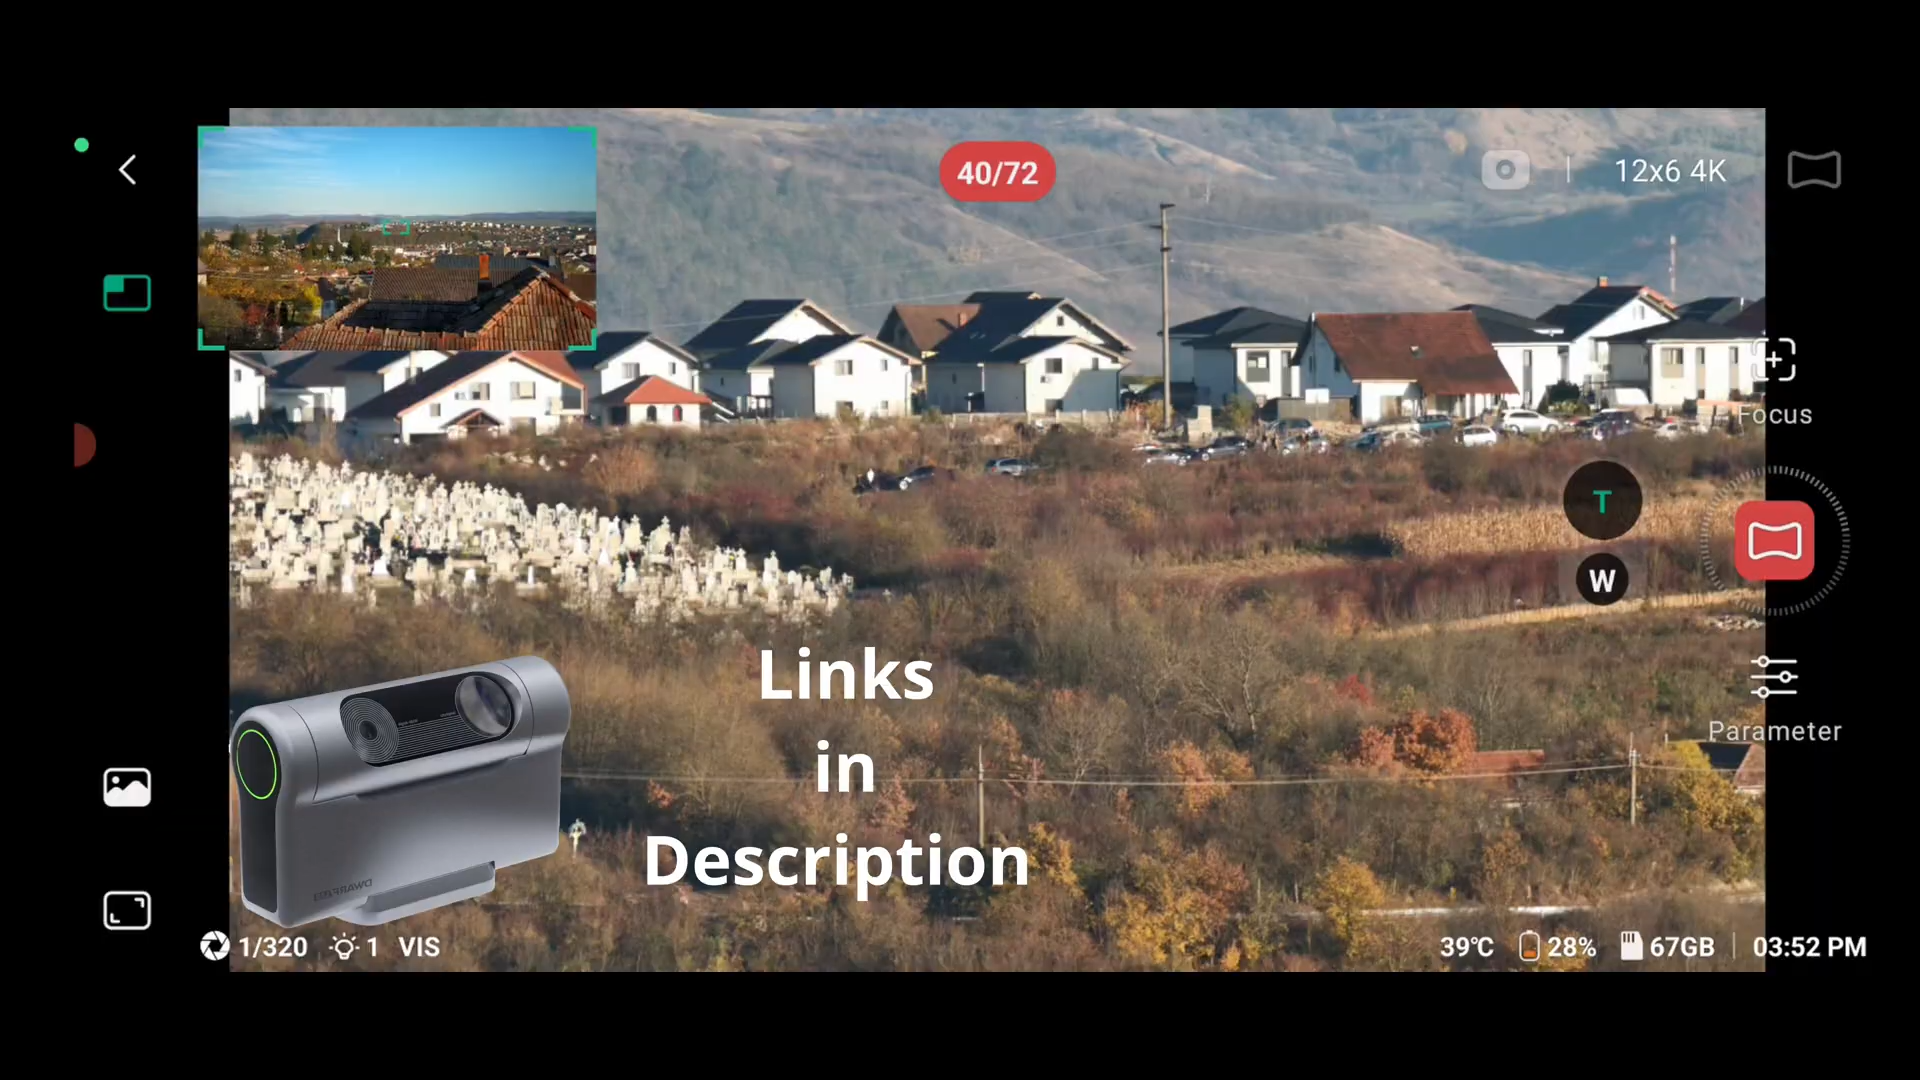 40/72
12x6 4K
Focus
T
W
Parameter
Links
in
Description
DWARF
1/320
1
VIS
39°C
28%
67GB
03:52 PM